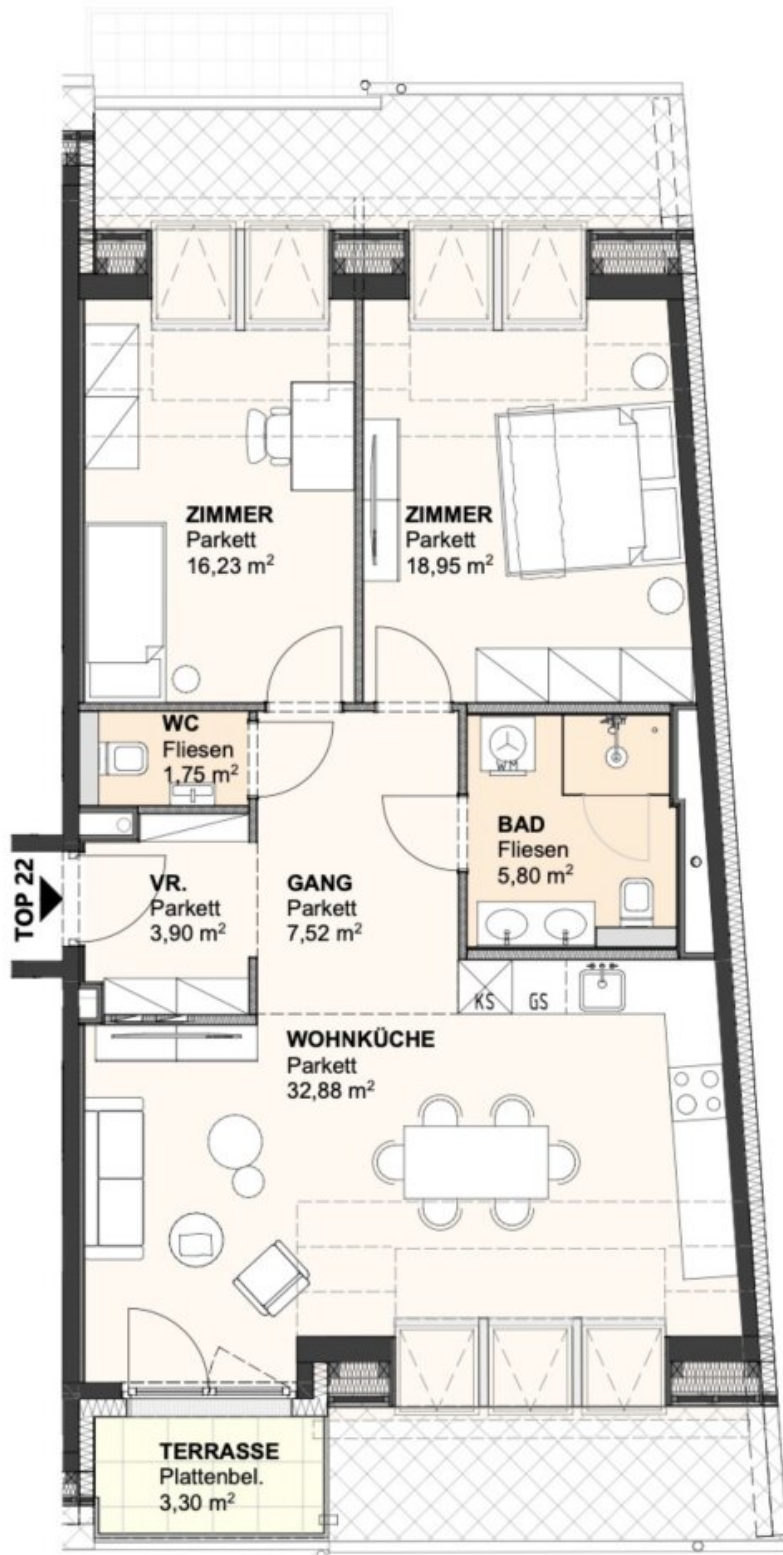 ZIMMER
Parkett
16,23 m²
ZIMMER
Parkett
18,95 m²
WC
Fliesen
1,75 m²
WM
BAD
Fliesen
5,80 m²
TOP 22
VR.
Parkett
3,90 m²
GANG
Parkett
7,52 m²
KS
GS
WOHNKÜCHE
Parkett
32,88 m²
TERRASSE
Plattenbel.
3,30 m²